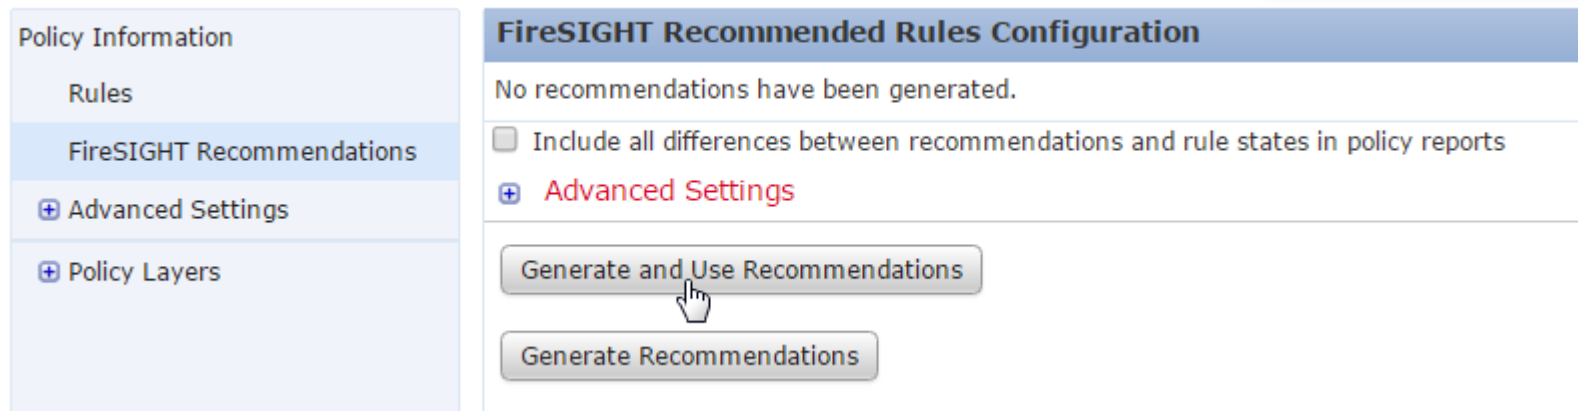 Policy Information
Rules
FireSIGHT Recommendations
Advanced Settings
Policy Layers
FireSIGHT Recommended Rules Configuration
No recommendations have been generated.
Include all differences between recommendations and rule states in policy reports
Advanced Settings
Generate and Use Recommendations
Generate Recommendations